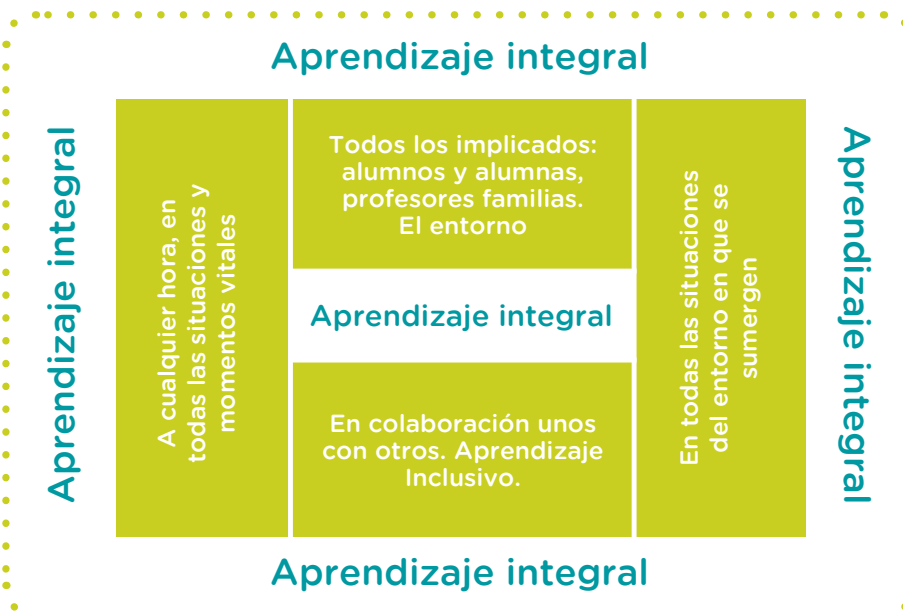 Aprendizaje integral
Aprendizaje integral
A cualquier hora, en
todas las situaciones y
momentos vitales
Todos los implicados:
alumnos y alumnas,
profesores familias.
El entorno
Aprendizaje integral
En colaboración unos
con otros. Aprendizaje
Inclusivo.
En todas las situaciones
del entorno en que se
sumergen
Aprendizaje integral
Aprendizaje integral